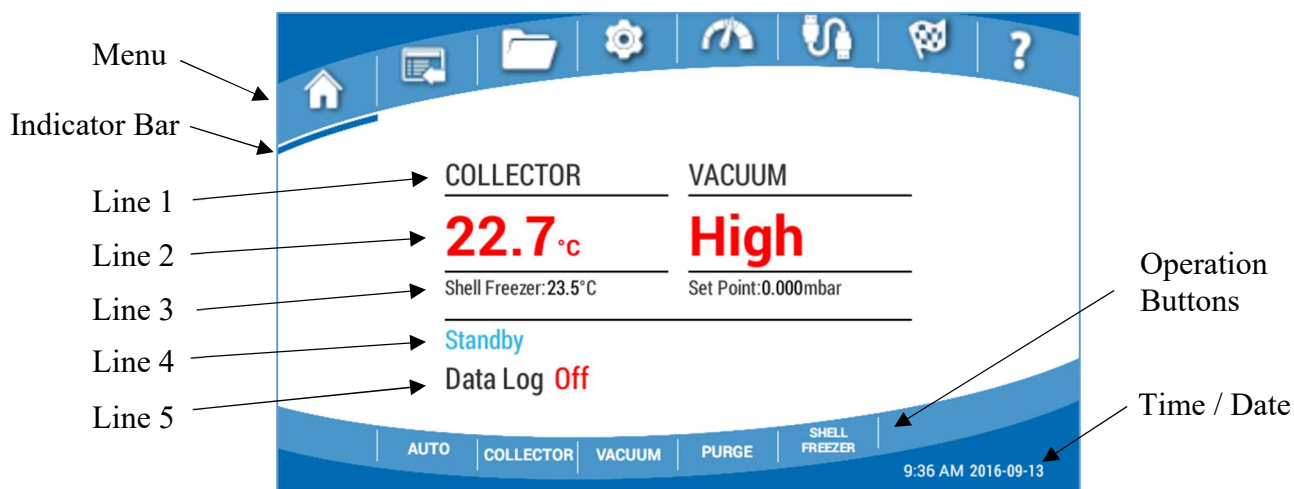 Menu
Indicator Bar
?
COLLECTOR VACUUM
Line 1
22.7°C High
Line 2
Shell Freezer:23.5°C Set Point:0.000mbar
Line 3
Standby
Line 4
Data Log Off
Line 5
Operation
Buttons
AUTO COLLECTOR VACUUM PURGE SHELL
FREEZER
Time / Date
9:36 AM 2016-09-13